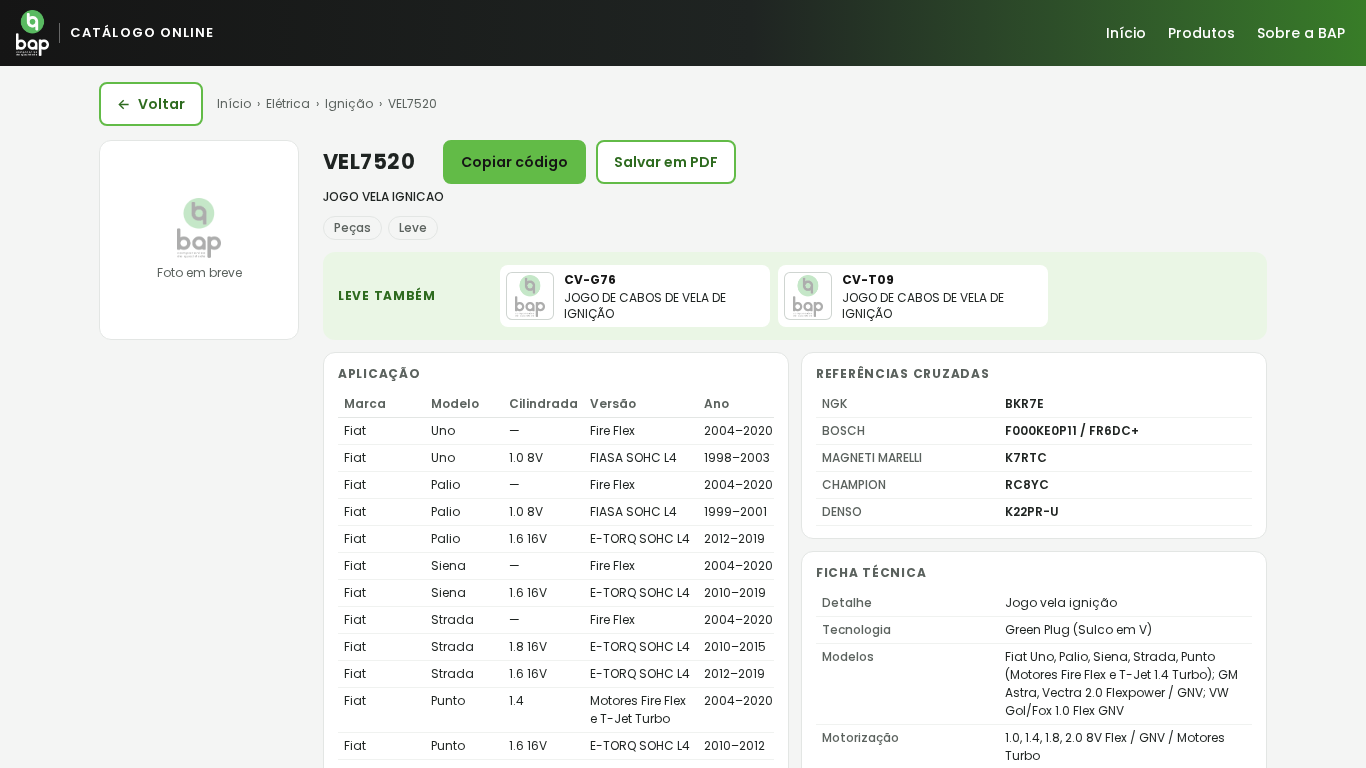 bap
CATÁLOGO ONLINE
Início Produtos Sobre a BAP
← Voltar
Início › Elétrica › Ignição › VEL7520
bap
Foto em breve
VEL7520
Copiar código
Salvar em PDF
JOGO VELA IGNICAO
Peças Leve
LEVE TAMBÉM
bap
CV-G76
JOGO DE CABOS DE VELA DE
IGNIÇÃO
bap
CV-T09
JOGO DE CABOS DE VELA DE
IGNIÇÃO
APLICAÇÃO
Marca Modelo Cilindrada Versão Ano
Fiat Uno — Fire Flex 2004–2020
Fiat Uno 1.0 8V FIASA SOHC L4 1998–2003
Fiat Palio — Fire Flex 2004–2020
Fiat Palio 1.0 8V FIASA SOHC L4 1999–2001
Fiat Palio 1.6 16V E-TORQ SOHC L4 2012–2019
Fiat Siena — Fire Flex 2004–2020
Fiat Siena 1.6 16V E-TORQ SOHC L4 2010–2019
Fiat Strada — Fire Flex 2004–2020
Fiat Strada 1.8 16V E-TORQ SOHC L4 2010–2015
Fiat Strada 1.6 16V E-TORQ SOHC L4 2012–2019
Fiat Punto 1.4 Motores Fire Flex 2004–2020
e T-Jet Turbo
Fiat Punto 1.6 16V E-TORQ SOHC L4 2010–2012
REFERÊNCIAS CRUZADAS
NGK BKR7E
BOSCH F000KE0P11 / FR6DC+
MAGNETI MARELLI K7RTC
CHAMPION RC8YC
DENSO K22PR-U
FICHA TÉCNICA
Detalhe Jogo vela ignição
Tecnologia Green Plug (Sulco em V)
Modelos Fiat Uno, Palio, Siena, Strada, Punto
(Motores Fire Flex e T-Jet 1.4 Turbo); GM
Astra, Vectra 2.0 Flexpower / GNV; VW
Gol/Fox 1.0 Flex GNV
Motorização 1.0, 1.4, 1.8, 2.0 8V Flex / GNV / Motores
Turbo